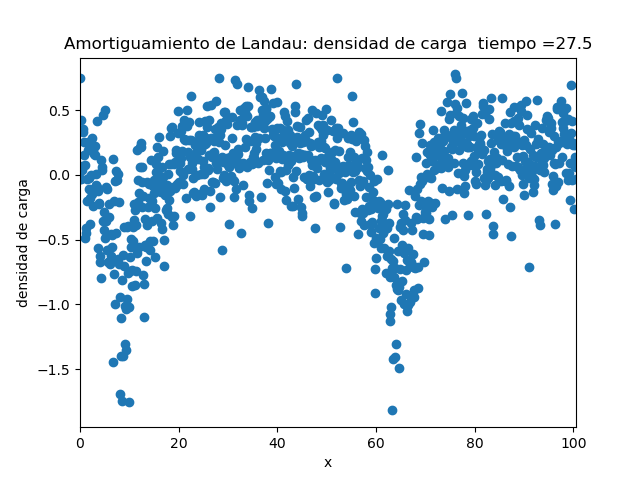 Amortiguamiento de Landau: densidad de carga  tiempo =27.5
densidad de carga
0.5
0.0
−0.5
−1.0
−1.5
0 20 40 60 80 100
x